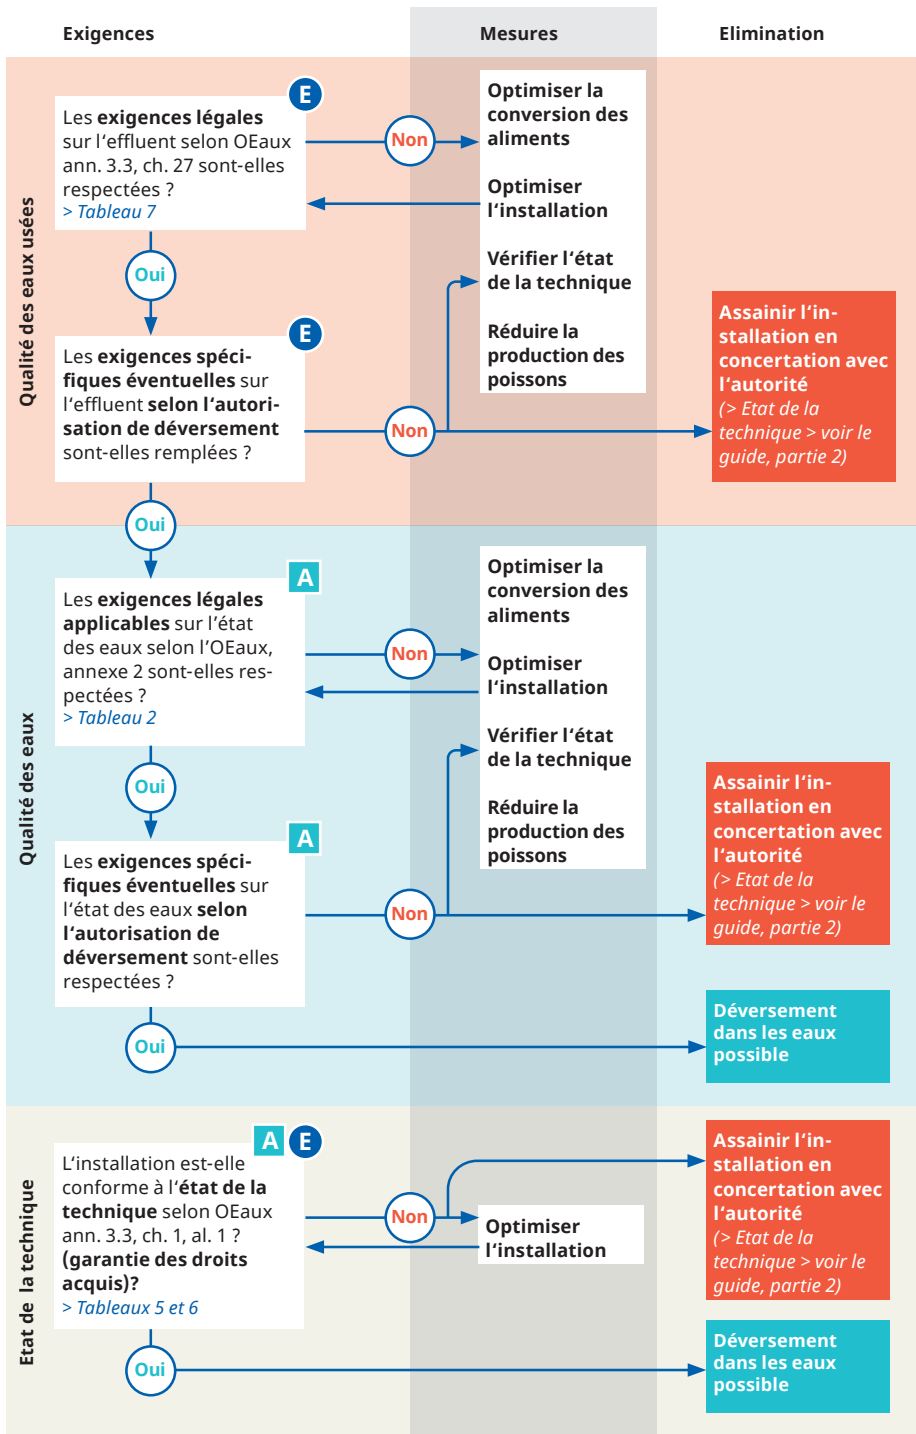 Exigences
Mesures
Elimination
Qualité des eaux usées
E
Les exigences légales
sur l‘effluent selon OEaux
ann. 3.3, ch. 27 sont-elles
respectées ?
> Tableau 7
Non
Optimiser la
conversion des
aliments
Optimiser
l‘installation
Vérifier l‘état
de la technique
Réduire la
production des
poissons
Oui
E
Les exigences spéci-
fiques éventuelles sur
l‘effluent selon l‘autori-
sation de déversement
sont-elles remplées ?
Non
Assainir l‘in-
stallation en
concertation avec
l‘autorité
(> Etat de la
technique > voir le
guide, partie 2)
Oui
Qualité des eaux
A
Les exigences légales
applicables sur l‘état
des eaux selon l‘OEaux,
annexe 2 sont-elles res-
pectées ?
> Tableau 2
Non
Optimiser la
conversion des
aliments
Optimiser
l‘installation
Vérifier l‘état
de la technique
Réduire la
production des
poissons
Oui
A
Les exigences spéci-
fiques éventuelles sur
l‘état des eaux selon
l‘autorisation de
déversement sont-elles
respectées ?
Non
Assainir l‘in-
stallation en
concertation avec
l‘autorité
(> Etat de la
technique > voir le
guide, partie 2)
Oui
Déversement
dans les eaux
possible
Etat de la technique
A E
L‘installation est-elle
conforme à l‘état de la
technique selon OEaux
ann. 3.3, ch. 1, al. 1 ?
(garantie des droits
acquis)?
> Tableaux 5 et 6
Non
Optimiser
l‘installation
Assainir l‘in-
stallation en
concertation avec
l‘autorité
(> Etat de la
technique > voir le
guide, partie 2)
Oui
Déversement
dans les eaux
possible